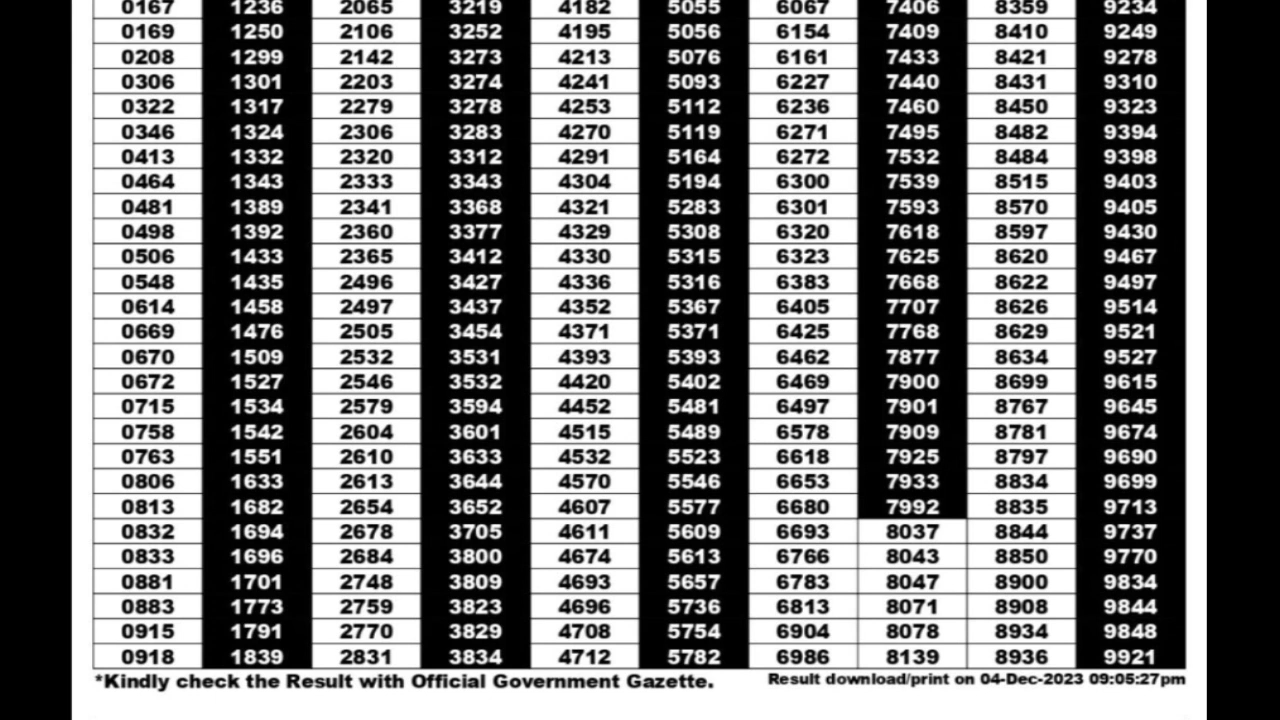 0167 1236 2065 3219 4182 5055 6067 7406 8359 9234
0169 1250 2106 3252 4195 5056 6154 7409 8410 9249
0208 1299 2142 3273 4213 5076 6161 7433 8421 9278
0306 1301 2203 3274 4241 5093 6227 7440 8431 9310
0322 1317 2279 3278 4253 5112 6236 7460 8450 9323
0346 1324 2306 3283 4270 5119 6271 7495 8482 9394
0413 1332 2320 3312 4291 5164 6272 7532 8484 9398
0464 1343 2333 3343 4304 5194 6300 7539 8515 9403
0481 1389 2341 3368 4321 5283 6301 7593 8570 9405
0498 1392 2360 3377 4329 5308 6320 7618 8597 9430
0506 1433 2365 3412 4330 5315 6323 7625 8620 9467
0548 1435 2496 3427 4336 5316 6383 7668 8622 9497
0614 1458 2497 3437 4352 5367 6405 7707 8626 9514
0669 1476 2505 3454 4371 5371 6425 7768 8629 9521
0670 1509 2532 3531 4393 5393 6462 7877 8634 9527
0672 1527 2546 3532 4420 5402 6469 7900 8699 9615
0715 1534 2579 3594 4452 5481 6497 7901 8767 9645
0758 1542 2604 3601 4515 5489 6578 7909 8781 9674
0763 1551 2610 3633 4532 5523 6618 7925 8797 9690
0806 1633 2613 3644 4570 5546 6653 7933 8834 9699
0813 1682 2654 3652 4607 5577 6680 7992 8835 9713
0832 1694 2678 3705 4611 5609 6693 8037 8844 9737
0833 1696 2684 3800 4674 5613 6766 8043 8850 9770
0881 1701 2748 3809 4693 5657 6783 8047 8900 9834
0883 1773 2759 3823 4696 5736 6813 8071 8908 9844
0915 1791 2770 3829 4708 5754 6904 8078 8934 9848
0918 1839 2831 3834 4712 5782 6986 8139 8936 9921
*Kindly check the Result with Official Government Gazette. Result download/print on 04-Dec-2023 09:05:27pm